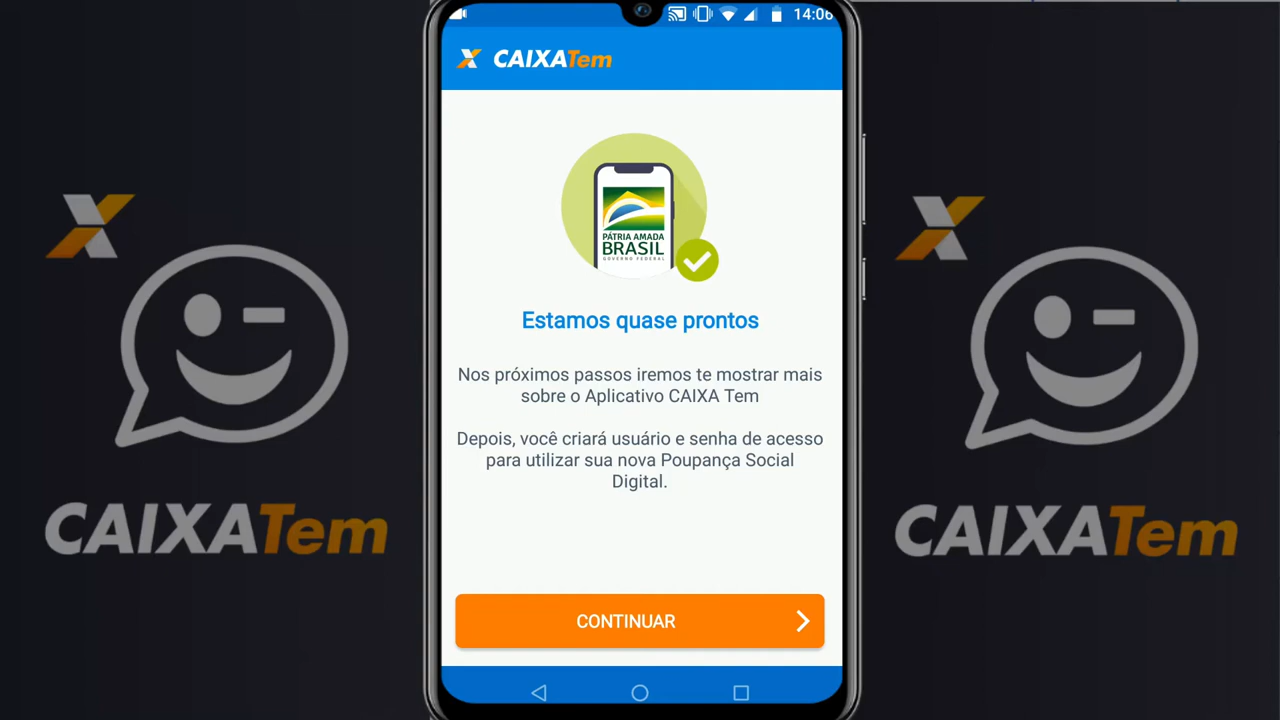 14:06
CAIXATem
PÁTRIA AMADA
BRASIL
GOVERNO FEDERAL
Estamos quase prontos
Nos próximos passos iremos te mostrar mais
sobre o Aplicativo CAIXA Tem
Depois, você criará usuário e senha de acesso
para utilizar sua nova Poupança Social
Digital.
CONTINUAR
CAIXATem
CAIXATem